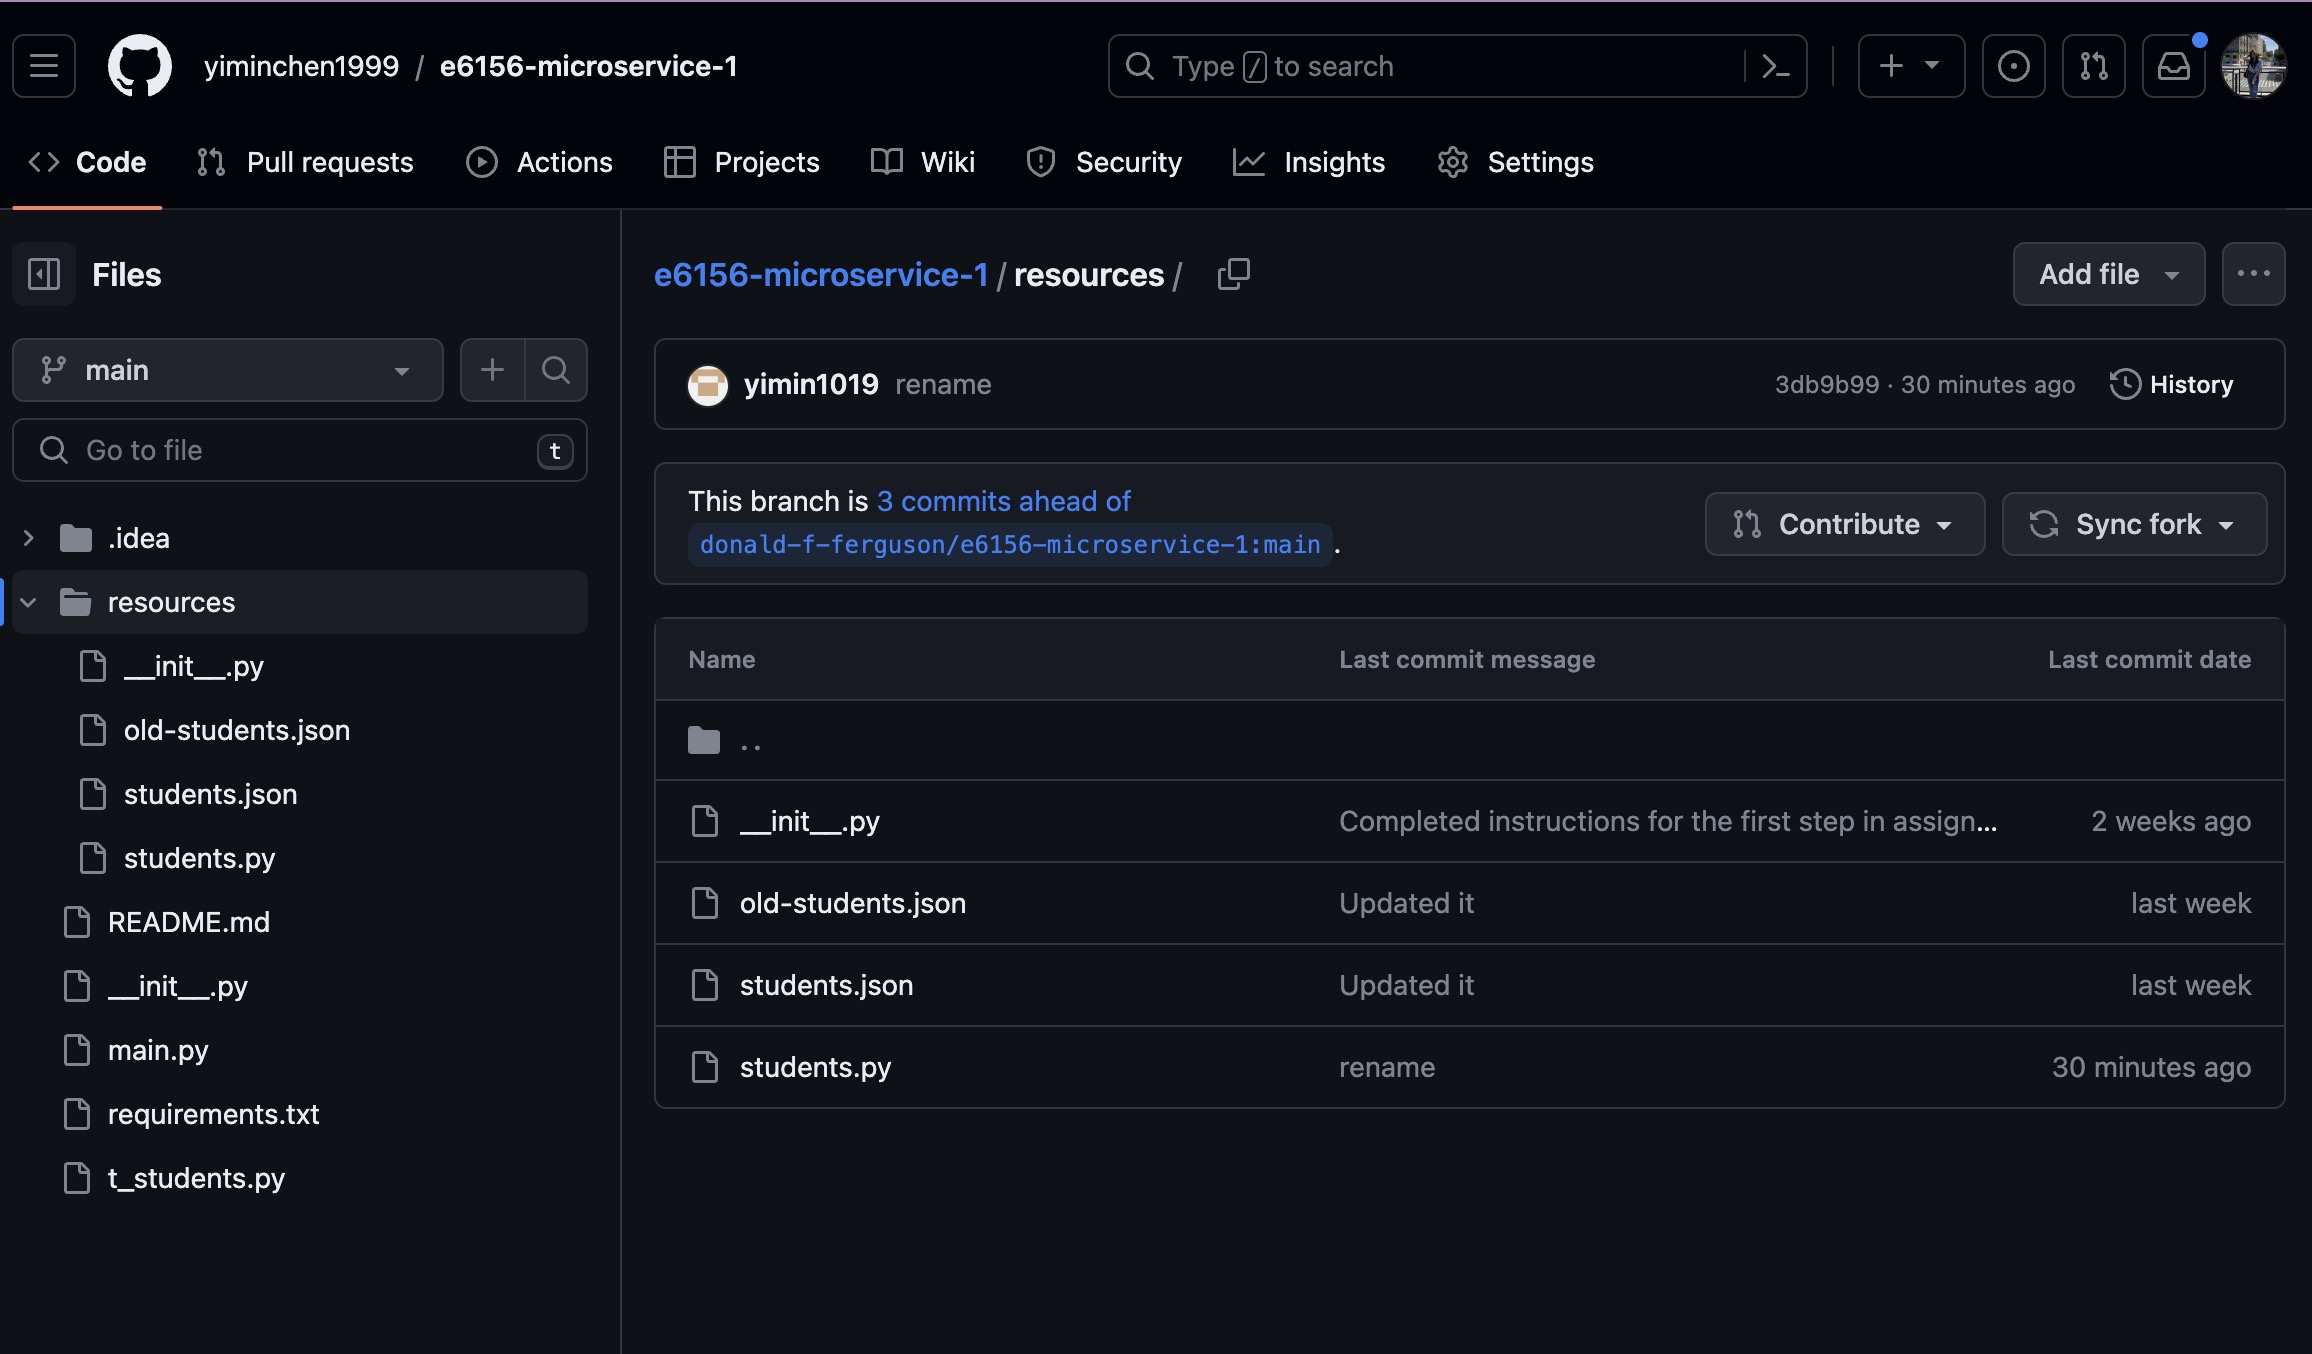 yiminchen1999 / e6156-microservice-1
Type / to search
Code Pull requests Actions Projects Wiki Security Insights Settings
Files
main
Go to file t
.idea
resources
__init__.py
old-students.json
students.json
students.py
README.md
__init__.py
main.py
requirements.txt
t_students.py
e6156-microservice-1 / resources /
Add file
yimin1019 rename 3db9b99 · 30 minutes ago History
This branch is 3 commits ahead of
donald-f-ferguson/e6156-microservice-1:main .
Contribute Sync fork
Name Last commit message Last commit date
..
__init__.py Completed instructions for the first step in assign... 2 weeks ago
old-students.json Updated it last week
students.json Updated it last week
students.py rename 30 minutes ago